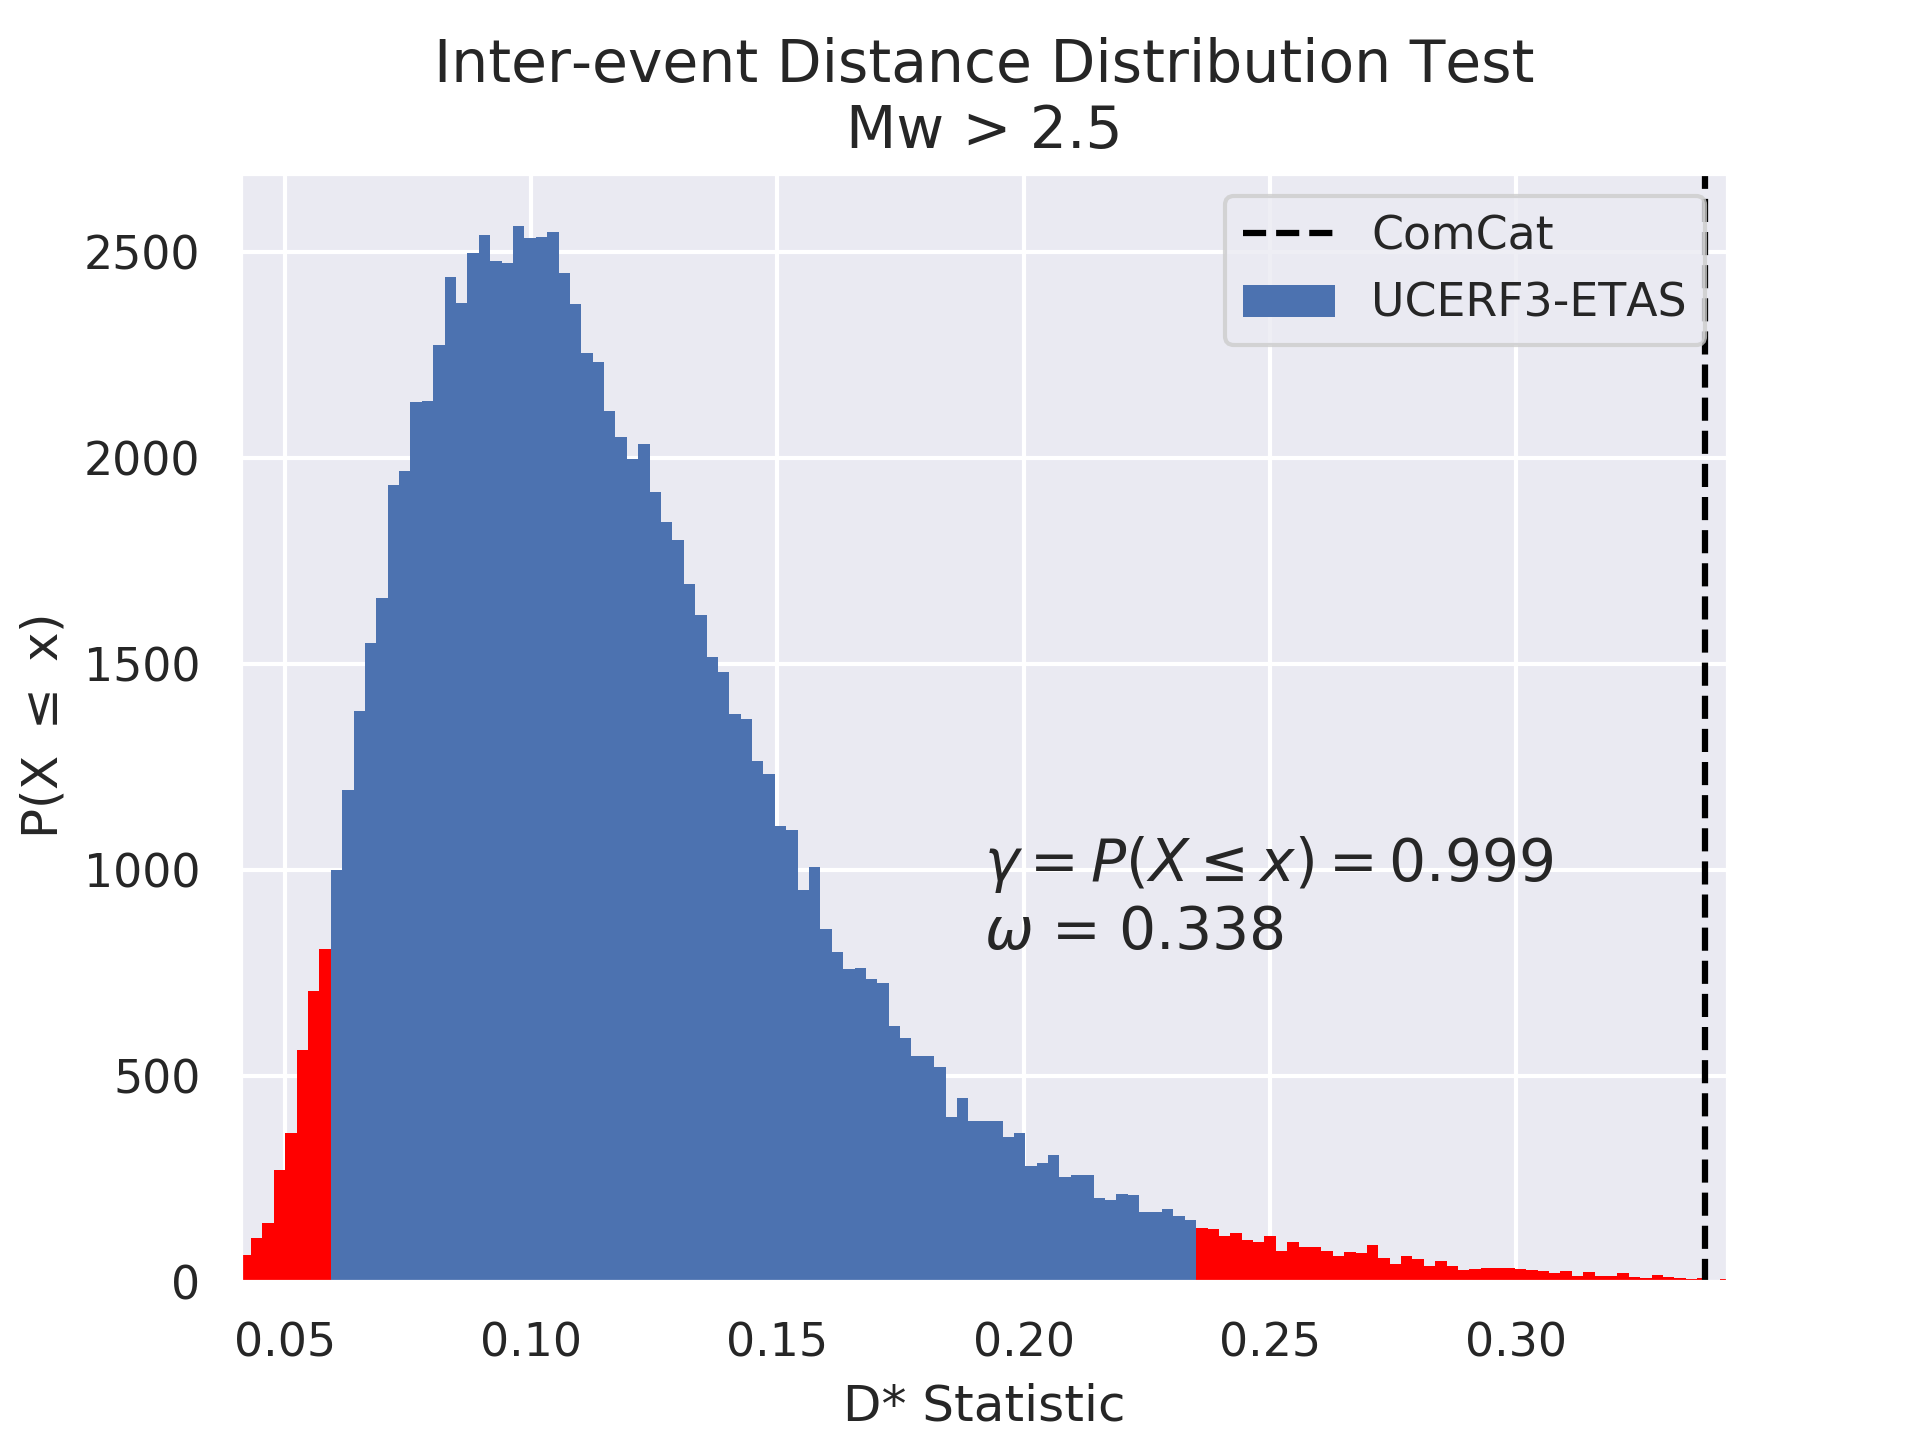 Inter-event Distance Distribution Test
Mw > 2.5
ComCat
UCERF3-ETAS
P(X ≤ x)
2500
2000
1500
1000
500
0
γ = P(X ≤ x) = 0.999
ω = 0.338
0.05 0.10 0.15 0.20 0.25 0.30
D* Statistic